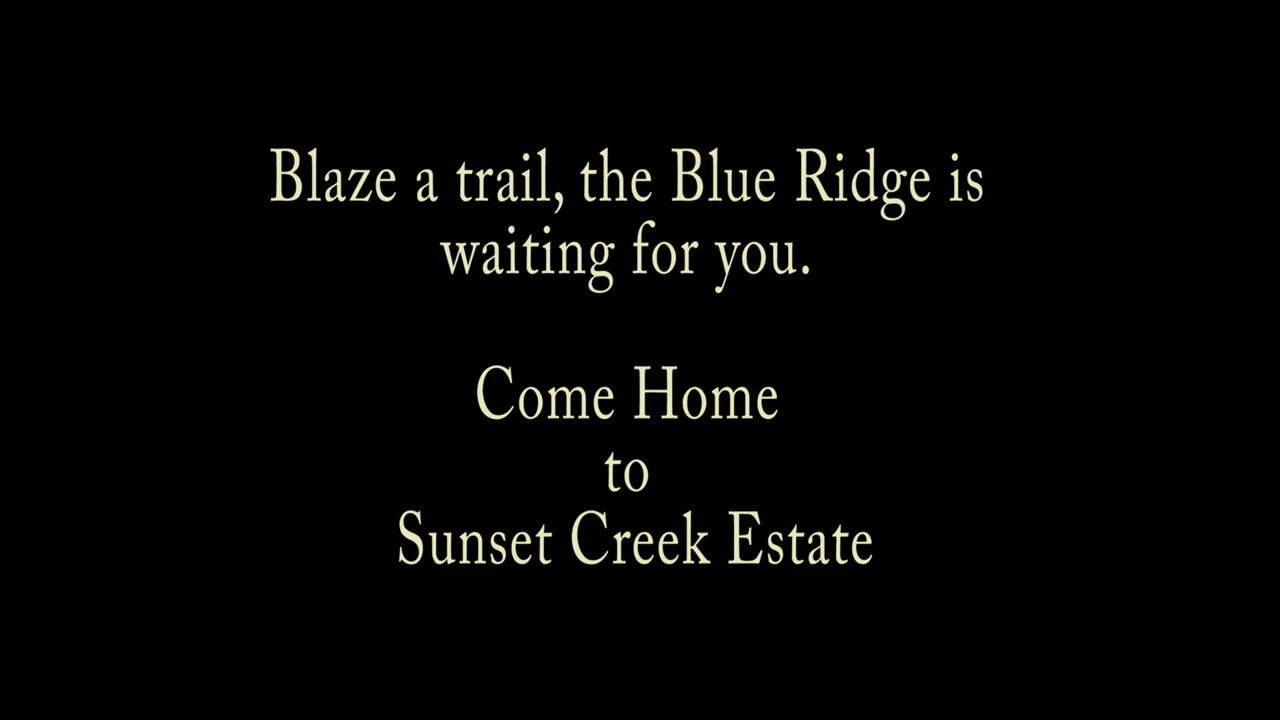 Blaze a trail, the Blue Ridge is
waiting for you.
Come Home
to
Sunset Creek Estate